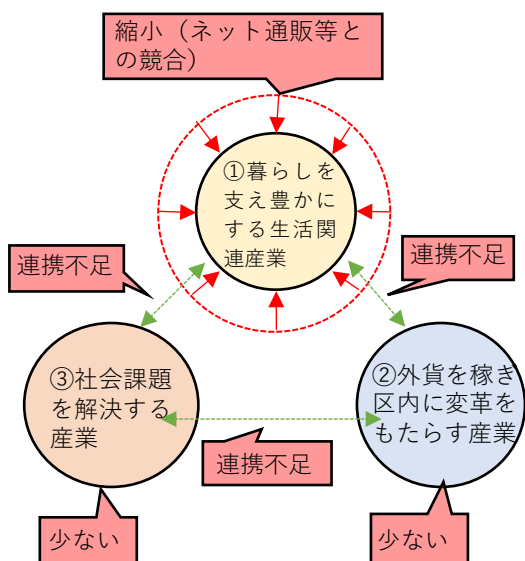 縮小（ネット通販等と
の競合）
①暮らしを
支え豊かに
する生活関
連産業
連携不足
連携不足
③社会課題
を解決する
産業
②外貨を稼ぎ
区内に変革を
もたらす産業
連携不足
少ない
少ない